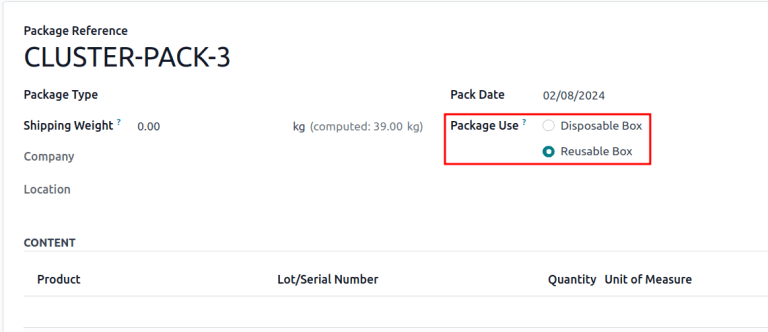 Package Reference
CLUSTER-PACK-3
Package Type
Pack Date 02/08/2024
Shipping Weight ? 0.00 kg (computed: 39.00 kg)
Package Use ? Disposable Box
Reusable Box
Company
Location
CONTENT
Product Lot/Serial Number Quantity Unit of Measure